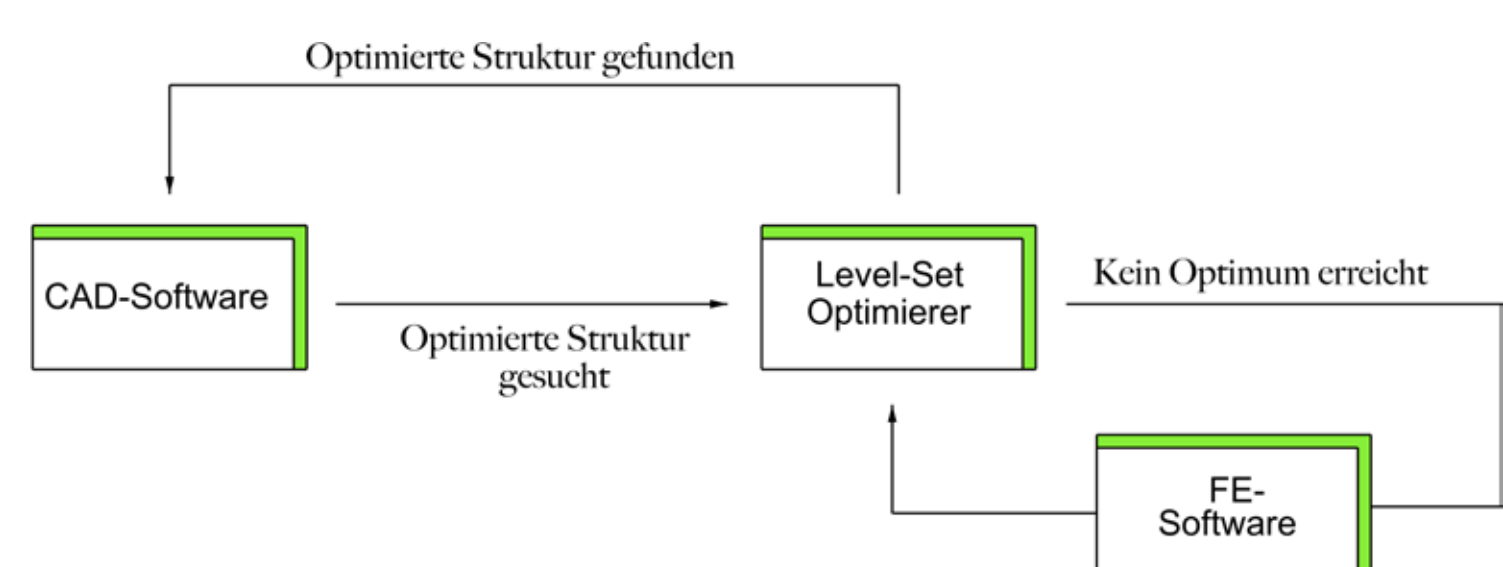 Optimierte Struktur gefunden
CAD-Software
Optimierte Struktur
gesucht
Level-Set
Optimierer
Kein Optimum erreicht
FE-
Software